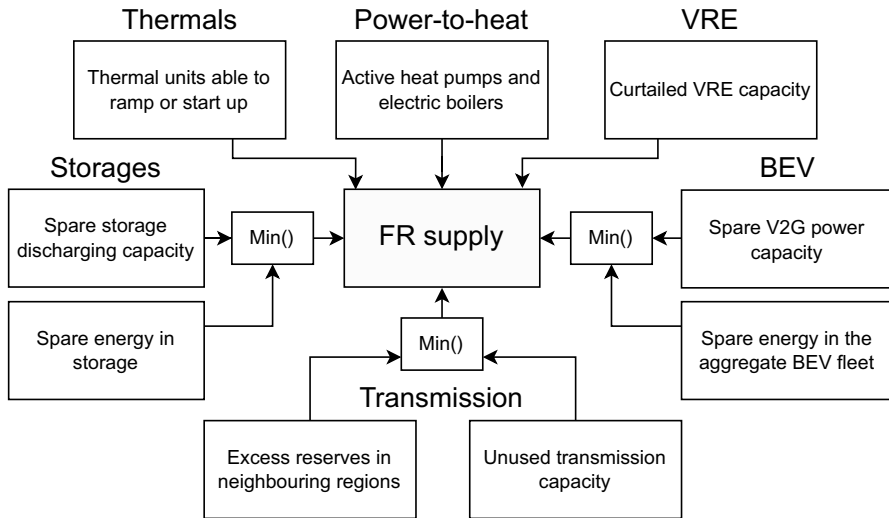 Thermals
Power-to-heat
VRE
Thermal units able to
ramp or start up
Active heat pumps and
electric boilers
Curtailed VRE capacity
Storages
BEV
Spare storage
discharging capacity
Min()
FR supply
Min()
Spare V2G power
capacity
Spare energy in
storage
Min()
Spare energy in the
aggregate BEV fleet
Transmission
Excess reserves in
neighbouring regions
Unused transmission
capacity